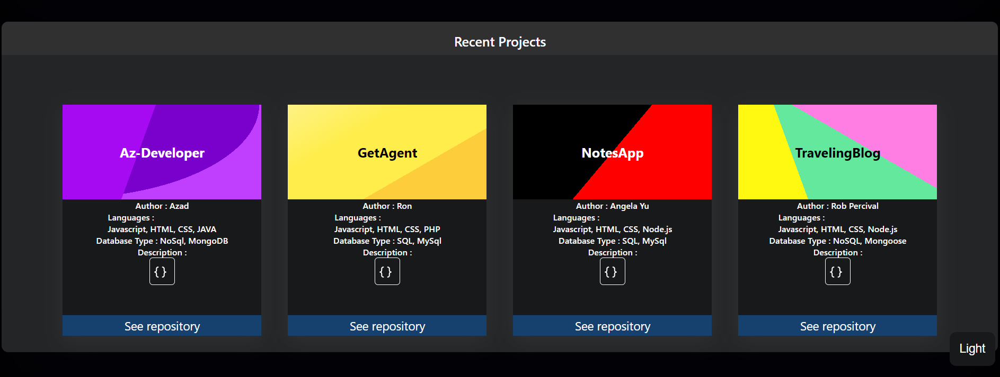 Recent Projects
Az-Developer
Author : Azad
Languages :
Javascript, HTML, CSS, JAVA
Database Type : NoSql, MongoDB
Description :
{}
See repository
GetAgent
Author : Ron
Languages :
Javascript, HTML, CSS, PHP
Database Type : SQL, MySql
Description :
{}
See repository
NotesApp
Author : Angela Yu
Languages :
Javascript, HTML, CSS, Node.js
Database Type : SQL, MySql
Description :
{}
See repository
TravelingBlog
Author : Rob Percival
Languages :
Javascript, HTML, CSS, Node.js
Database Type : NoSQL, Mongoose
Description :
{}
See repository
Light